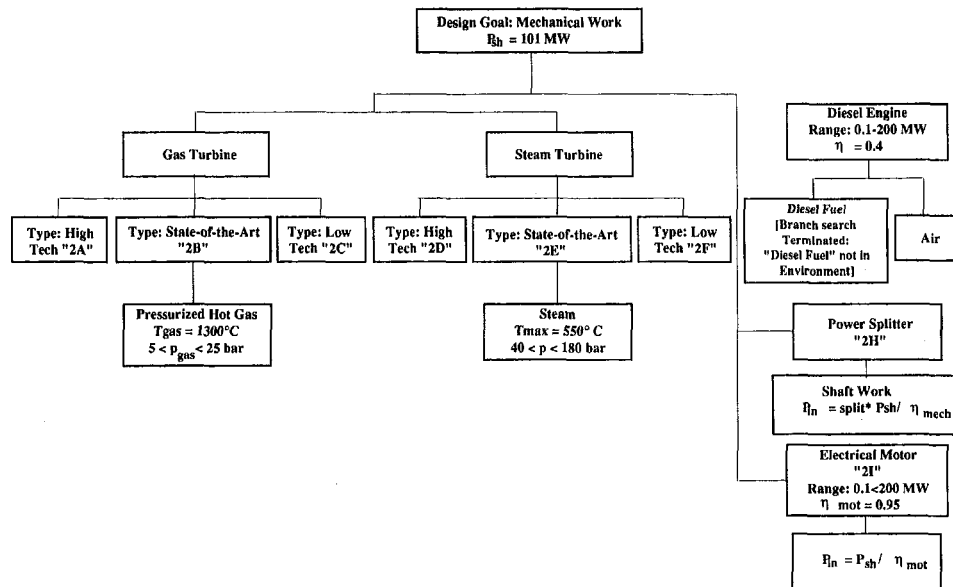 Design Goal: Mechanical Work
Psh = 101 MW
Gas Turbine
Steam Turbine
Type: High
Tech "2A"
Type: State-of-the-Art
"2B"
Type: Low
Tech "2C"
Type: High
Tech "2D"
Type: State-of-the-Art
"2E"
Type: Low
Tech "2F"
Pressurized Hot Gas
Tgas = 1300°C
5 < pgas < 25 bar
Steam
Tmax = 550° C
40 < p < 180 bar
Diesel Engine
Range: 0.1-200 MW
η = 0.4
Diesel Fuel
[Branch search
Terminated:
"Diesel Fuel" not in
Environment]
Air
Power Splitter
"2H"
Shaft Work
Pin = split* Psh/ η mech
Electrical Motor
"2I"
Range: 0.1<200 MW
η mot = 0.95
Pin = Psh/ η mot